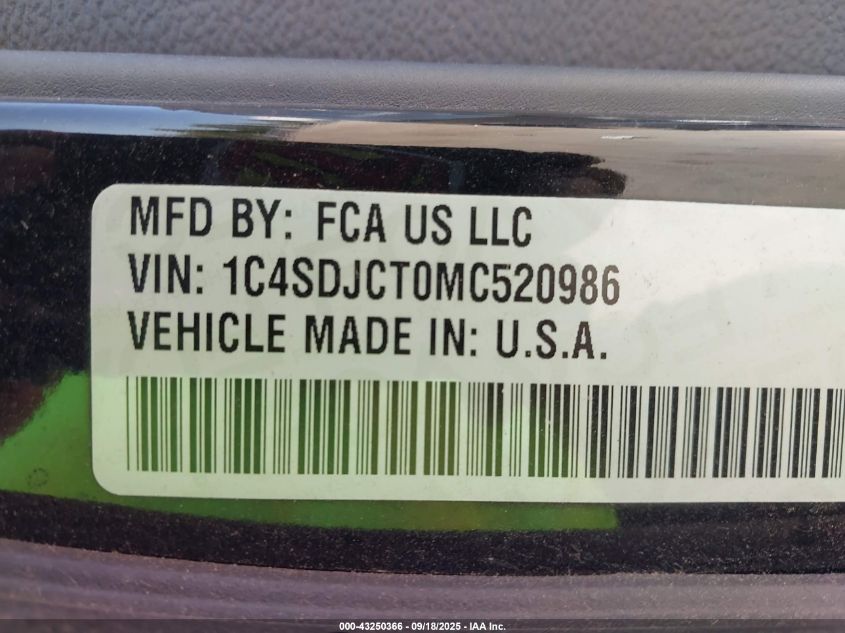 MFD BY: FCA US LLC
VIN: 1C4SDJCT0MC520986
VEHICLE MADE IN: U.S.A.
000-43250366 - 09/18/2025 - IAA Inc.